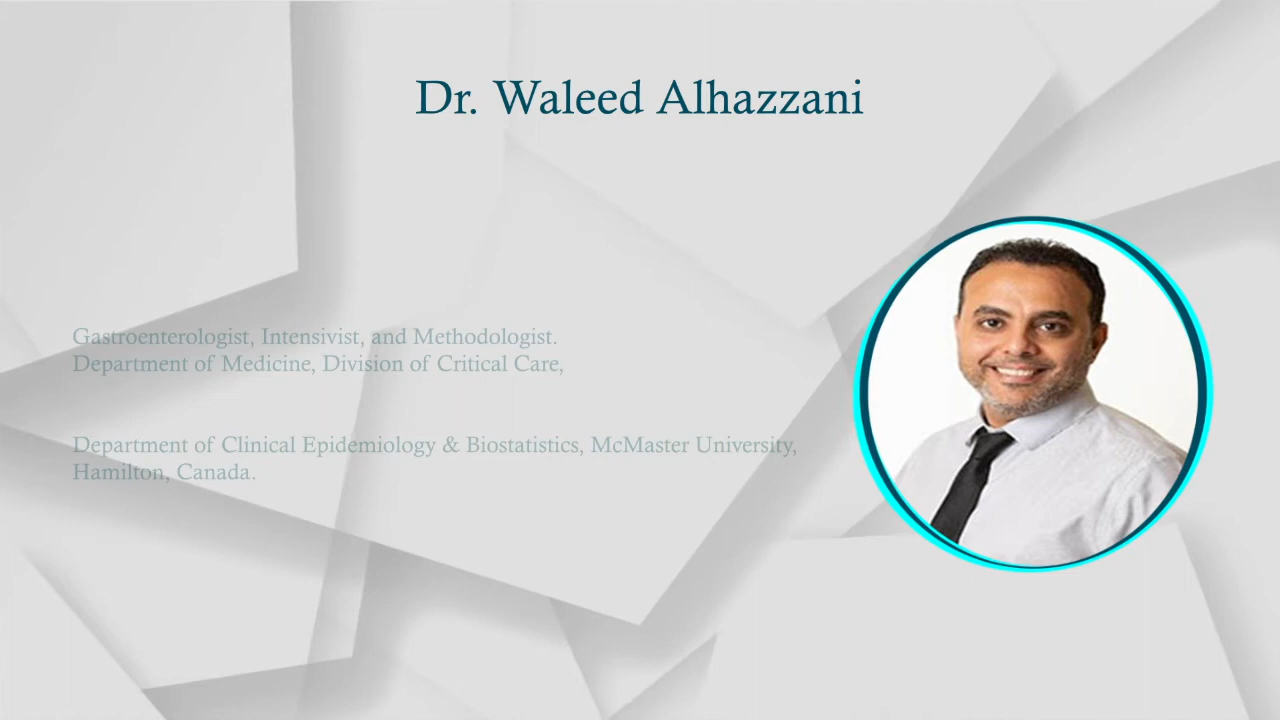 Dr. Waleed Alhazzani
Gastroenterologist, Intensivist, and Methodologist.
Department of Medicine, Division of Critical Care,
Department of Clinical Epidemiology & Biostatistics, McMaster University,
Hamilton, Canada.